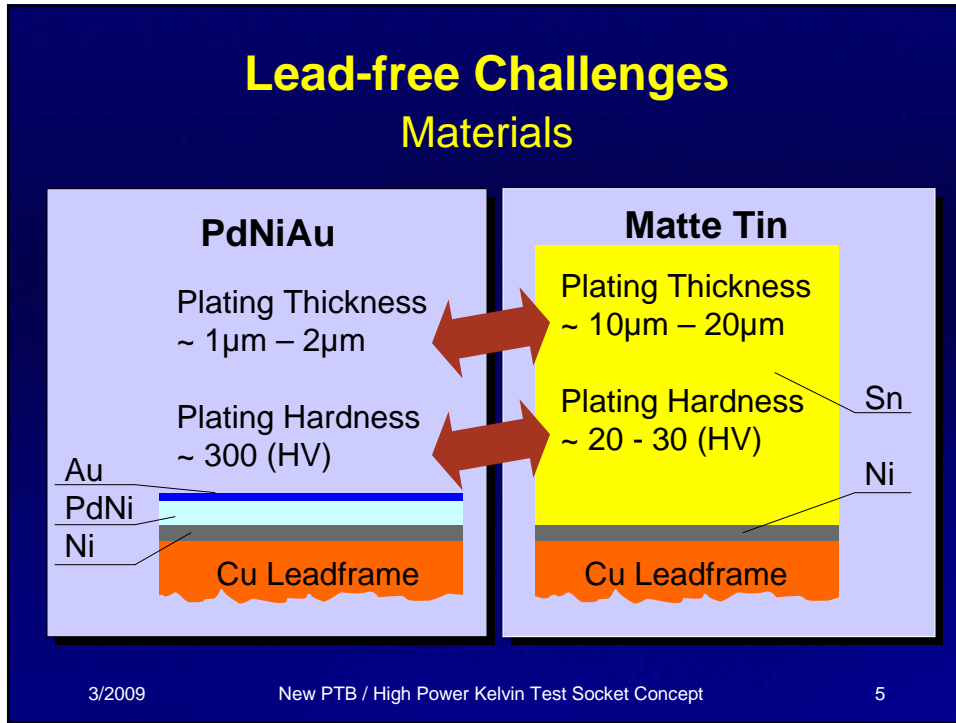 Lead-free Challenges
Materials
PdNiAu
Plating Thickness
~ 1µm – 2µm
Plating Hardness
~ 300 (HV)
Au
PdNi
Ni
Cu Leadframe
Matte Tin
Plating Thickness
~ 10µm – 20µm
Plating Hardness
~ 20 - 30 (HV)
Sn
Ni
Cu Leadframe
3/2009 New PTB / High Power Kelvin Test Socket Concept 5